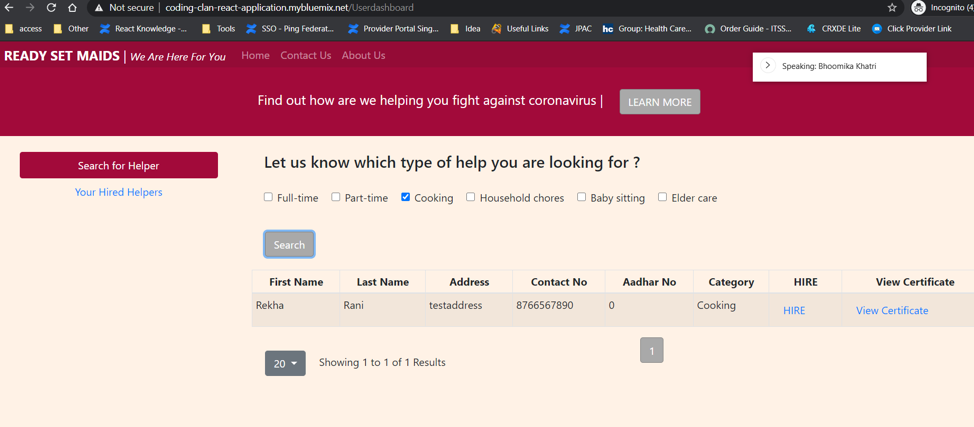 Not secure | coding-clan-react-application.mybluemix.net/Userdashboard
Incognito (4)
access Other React Knowledge -... Tools SSO - Ping Federat... Provider Portal Sing... Idea Useful Links JPAC hc Group: Health Care... Order Guide - ITSS... CRXDE Lite Click Provider Link
READY SET MAIDS | We Are Here For You Home Contact Us About Us
Speaking: Bhoomika Khatri
Find out how are we helping you fight against coronavirus | LEARN MORE
Search for Helper
Your Hired Helpers
Let us know which type of help you are looking for ?
Full-time Part-time Cooking Household chores Baby sitting Elder care
Search
First Name Last Name Address Contact No Aadhar No Category HIRE View Certificate
Rekha Rani testaddress 8766567890 0 Cooking HIRE View Certificate
1
20 Showing 1 to 1 of 1 Results